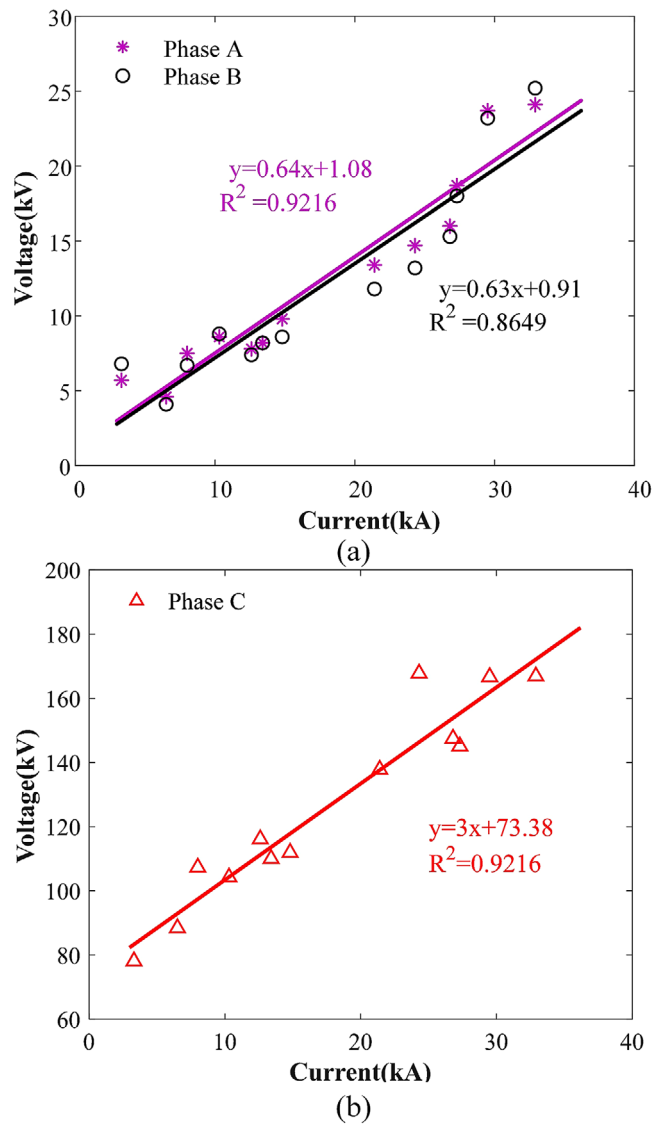 30
25
20
15
10
5
0
Voltage(kV)
Phase A
Phase B
y=0.64x+1.08
R² =0.9216
y=0.63x+0.91
R² =0.8649
0 10 20 30 40
Current(kA)
(a)
200
180
160
140
120
100
80
60
Voltage(kV)
Phase C
y=3x+73.38
R²=0.9216
0 10 20 30 40
Current(kA)
(b)